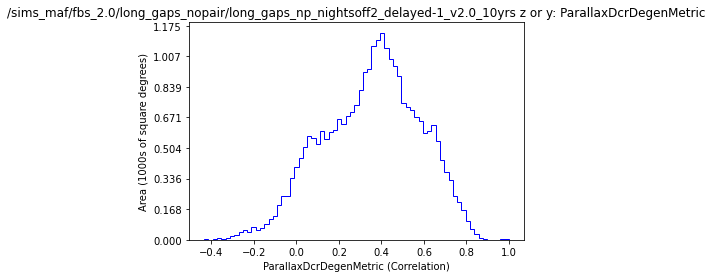 /sims_maf/fbs_2.0/long_gaps_nopair/long_gaps_np_nightsoff2_delayed-1_v2.0_10yrs z or y: ParallaxDcrDegenMetric
1.175
1.007
0.839
0.671
0.504
0.336
0.168
0.000
Area (1000s of square degrees)
−0.4 −0.2 0.0 0.2 0.4 0.6 0.8 1.0
ParallaxDcrDegenMetric (Correlation)